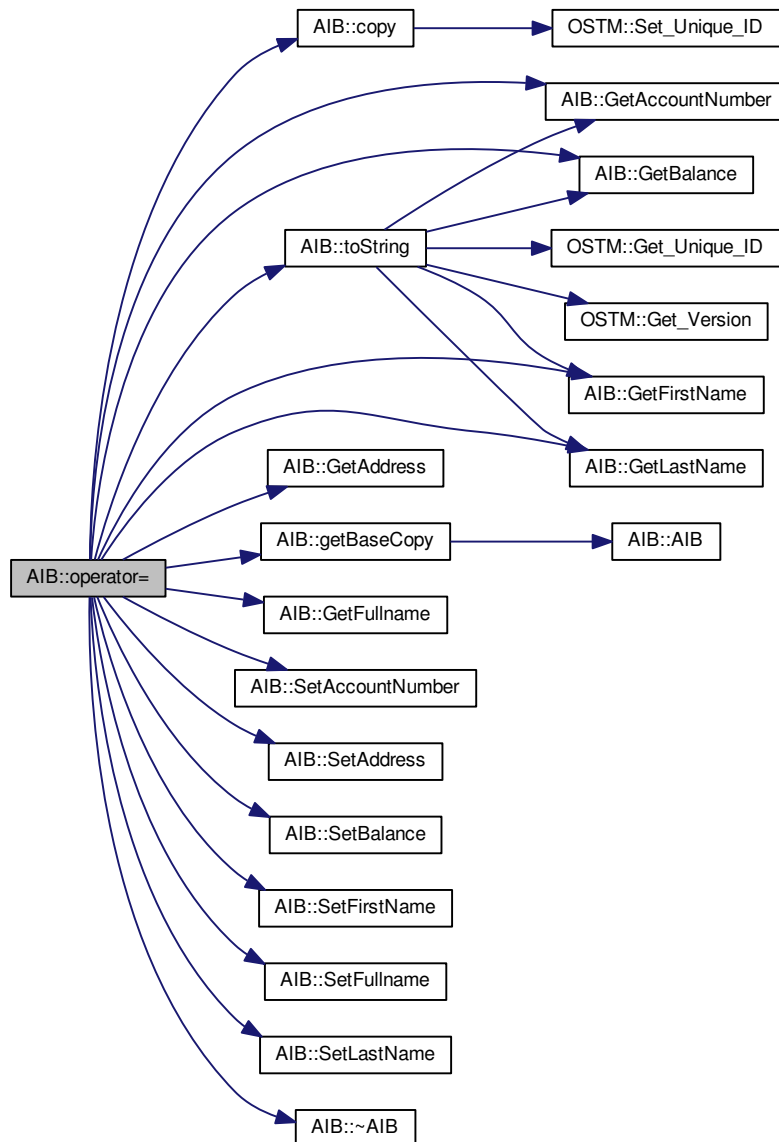 AIB::copy
OSTM::Set_Unique_ID
AIB::GetAccountNumber
AIB::GetBalance
AIB::toString
OSTM::Get_Unique_ID
OSTM::Get_Version
AIB::GetFirstName
AIB::GetLastName
AIB::GetAddress
AIB::getBaseCopy
AIB::AIB
AIB::operator=
AIB::GetFullname
AIB::SetAccountNumber
AIB::SetAddress
AIB::SetBalance
AIB::SetFirstName
AIB::SetFullname
AIB::SetLastName
AIB::~AIB